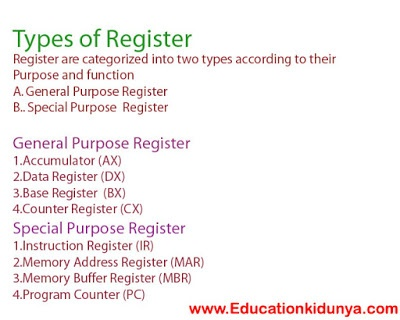 Types of Register
Register are categorized into two types according to their
Purpose and function
A. General Purpose Register
B.. Special Purpose Register
General Purpose Register
1.Accumulator (AX)
2.Data Register (DX)
3.Base Register (BX)
4.Counter Register (CX)
Special Purpose Register
1.Instruction Register (IR)
2.Memory Address Register (MAR)
3.Memory Buffer Register (MBR)
4.Program Counter (PC)
www.Educationkidunya.com